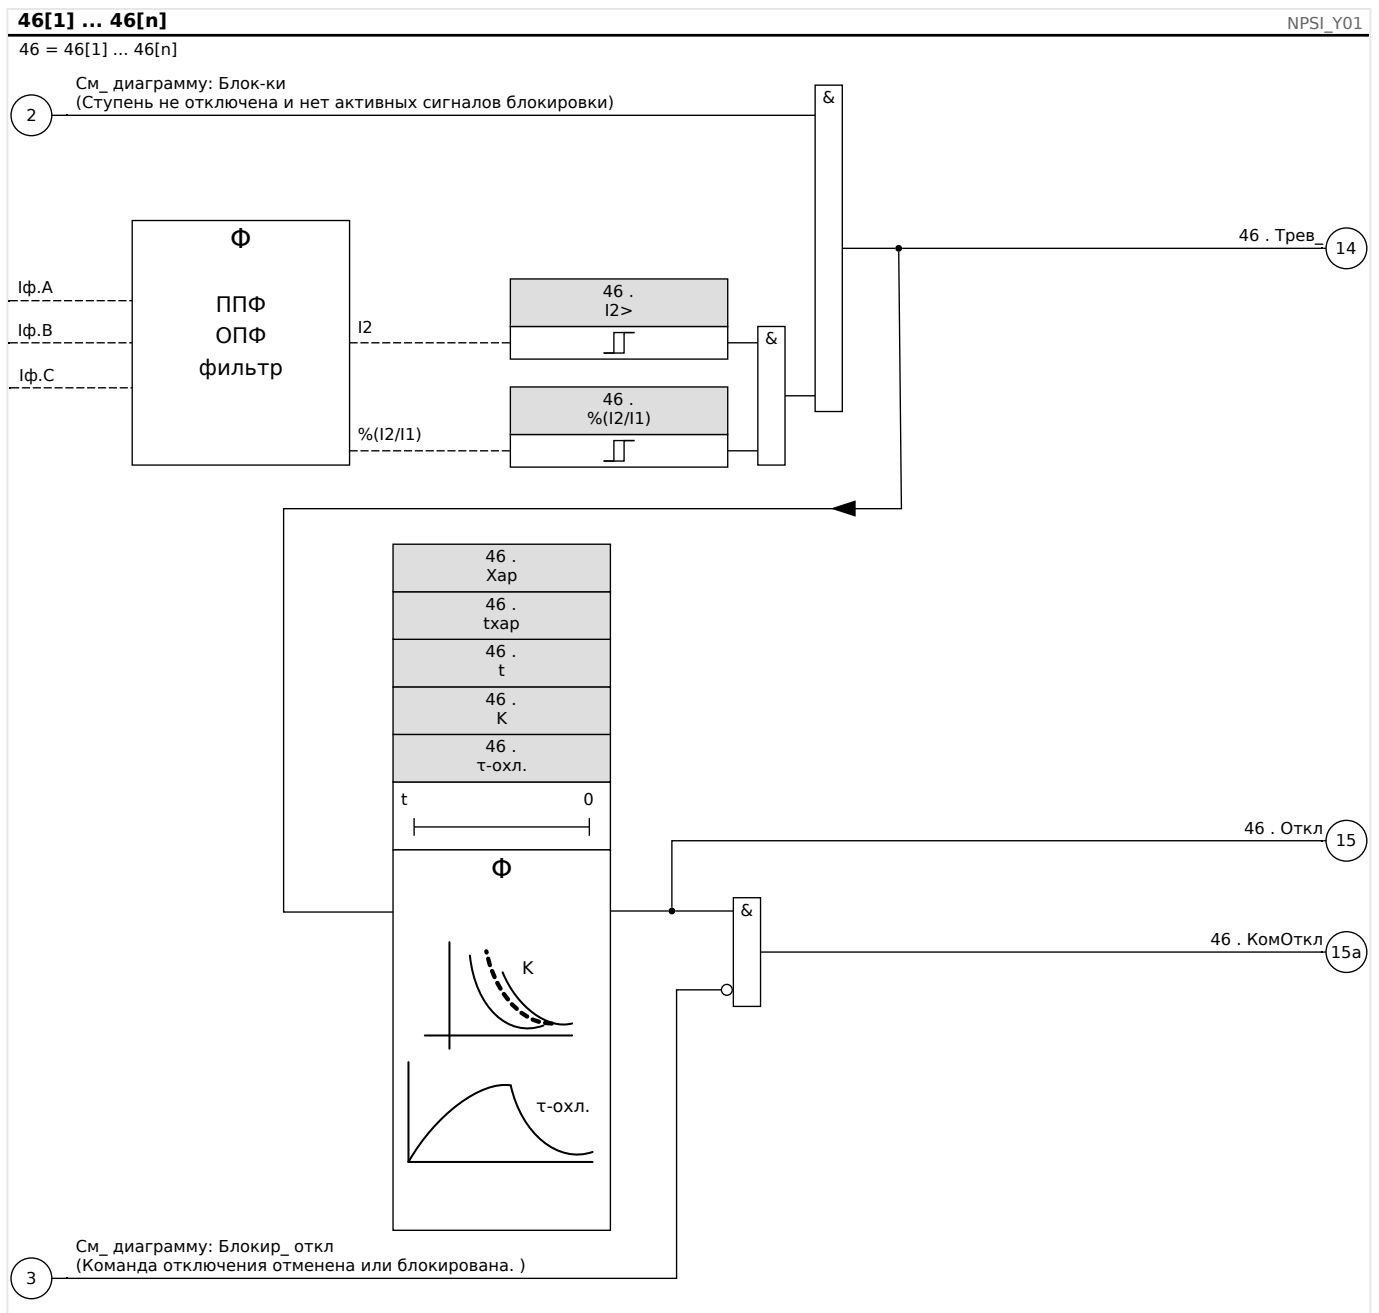 46[1] ... 46[n]
NPSI_Y01
46 = 46[1] ... 46[n]
См_ диаграмму: Блок-ки
(Ступень не отключена и нет активных сигналов блокировки)
2
&
Ф
ППФ
ОПФ
фильтр
Iф.A
Iф.B
Iф.C
I2
%(I2/I1)
46 .
I2>
46 .
%(I2/I1)
&
46 . Трев_
14
46 .
Хар
46 .
tхар
46 .
t
46 .
K
46 .
τ-охл.
t
0
Ф
K
τ-охл.
46 . Откл
15
&
46 . КомОткл
15a
См_ диаграмму: Блокир_ откл
(Команда отключения отменена или блокирована. )
3